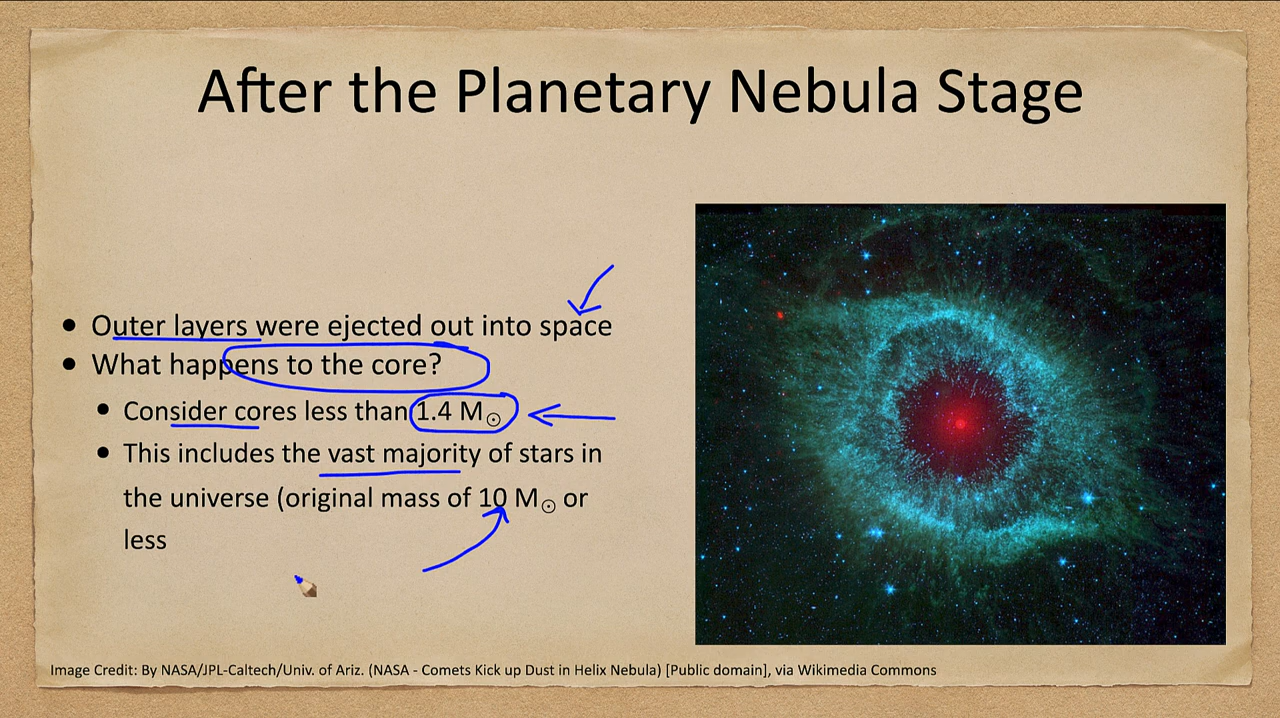 After the Planetary Nebula Stage
• Outer layers were ejected out into space
• What happens to the core?
• Consider cores less than 1.4 M☉
• This includes the vast majority of stars in
the universe (original mass of 10 M☉ or
less
Image Credit: By NASA/JPL-Caltech/Univ. of Ariz. (NASA - Comets Kick up Dust in Helix Nebula) [Public domain], via Wikimedia Commons